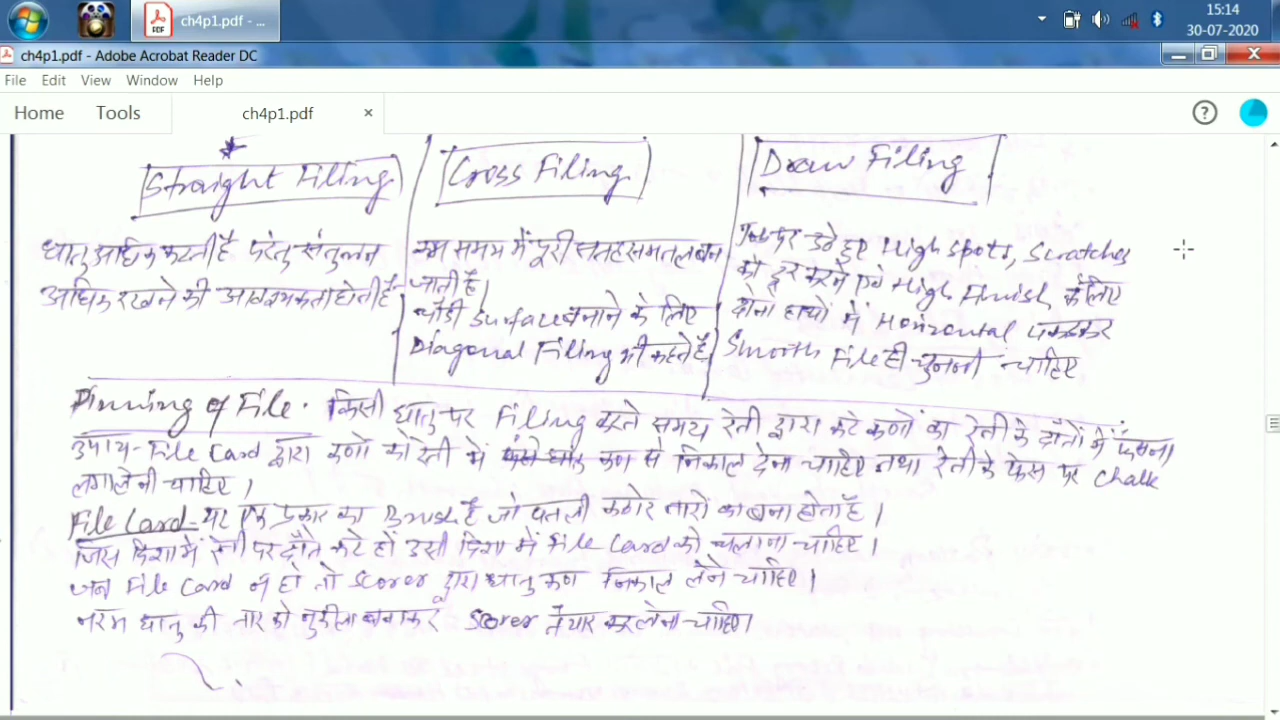 ch4p1.pdf - ...
15:14
30-07-2020
ch4p1.pdf - Adobe Acrobat Reader DC
File Edit View Window Help
Home Tools ch4p1.pdf ×
Straight Filing
धातु अधिक कटती है परंतु संतुलन
अधिक रखने की आवश्यकता होती है
Cross Filing
कम समय में पूरी सतह समतल बन
जाती है।
चौडी Surface बनाने के लिए
Diagonal Filing भी कहते है
Draw Filing
पर उठे हुए High Spots, Scratches
को दूर करने एवं High Finish के लिए
दोनो हाथों में Horizontal पकडकर
Smooth File ही चुननी चाहिए
Pinning of File - किसी धातु पर Filing करते समय रेती द्वारा कटे कणों का रेती के दाँतों में फंसना
उपाय - File Card द्वारा कणो को रेती में से निकाल देना चाहिए तथा रेती के फेस पर Chalk
लगा लेनी चाहिए।
File Card - यह एक प्रकार का Brush है जो पतली कठोर तारों का बना होता है।
जिस दिशा में रेती पर दाँते कटे हों उसी दिशा में File Card को चलाना चाहिए।
जब File Card न हो तो Scorer द्वारा धातु कण निकाल लेने चाहिए।
नरम धातु की तार को नुकीला बनाकर Scorer तैयार कर लेना चाहिए।